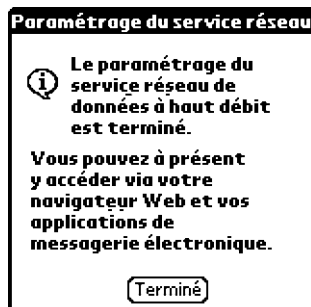 Paramétrage du service réseau
Le paramétrage du
service réseau de
données à haut débit
est terminé.
Vous pouvez à présent
y accéder via votre
navigateur Web et vos
applications de
messagerie électronique.
Terminé